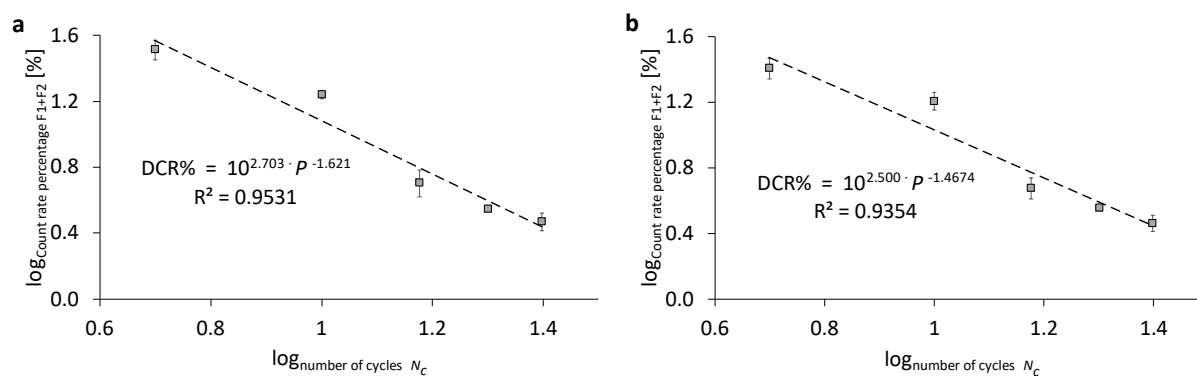 a
log Count rate percentage F1+F2 [%]
1.6
1.2
0.8
0.4
0.0
DCR% = 10^2.703 · P^-1.621
R² = 0.9531
0.6 0.8 1 1.2 1.4
log number of cycles N_C
b
log Count rate percentage F1+F2 [%]
1.6
1.2
0.8
0.4
0.0
DCR% = 10^2.500 · P^-1.4674
R² = 0.9354
0.6 0.8 1 1.2 1.4
log number of cycles N_C